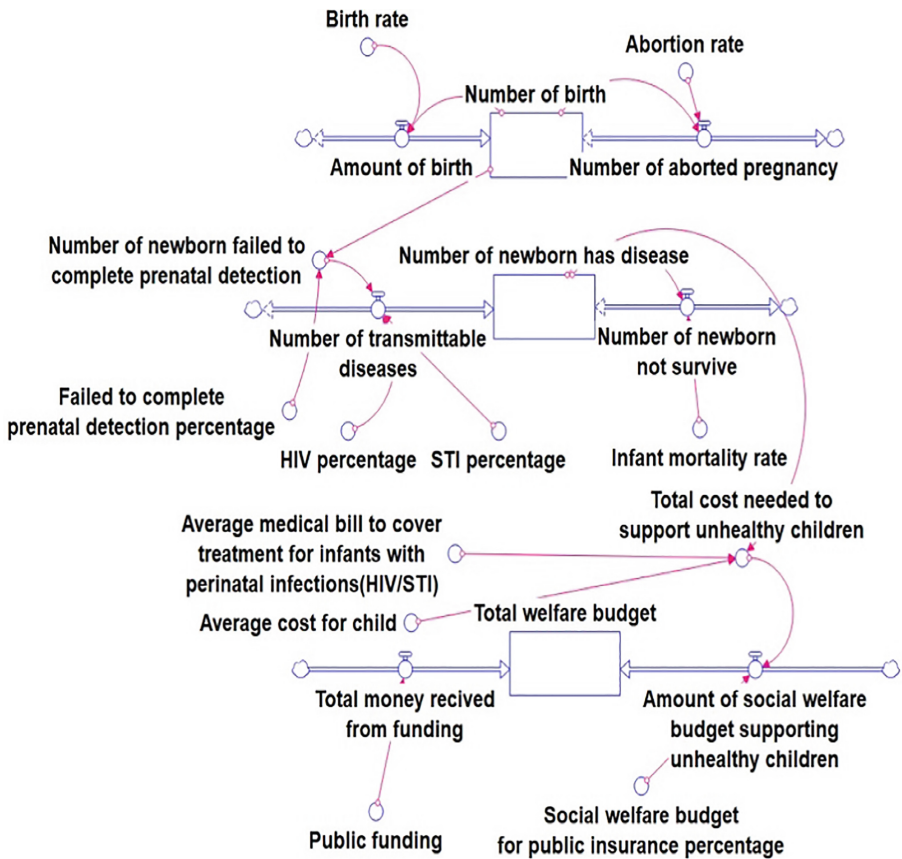 Birth rate
Abortion rate
Number of birth
Amount of birth
Number of aborted pregnancy
Number of newborn failed to
complete prenatal detection
Number of newborn has disease
Number of transmittable
diseases
Number of newborn
not survive
Failed to complete
prenatal detection percentage
HIV percentage
STI percentage
Infant mortality rate
Total cost needed to
support unhealthy children
Average medical bill to cover
treatment for infants with
perinatal infections(HIV/STI)
Average cost for child
Total welfare budget
Total money recived
from funding
Amount of social welfare
budget supporting
unhealthy children
Public funding
Social welfare budget
for public insurance percentage